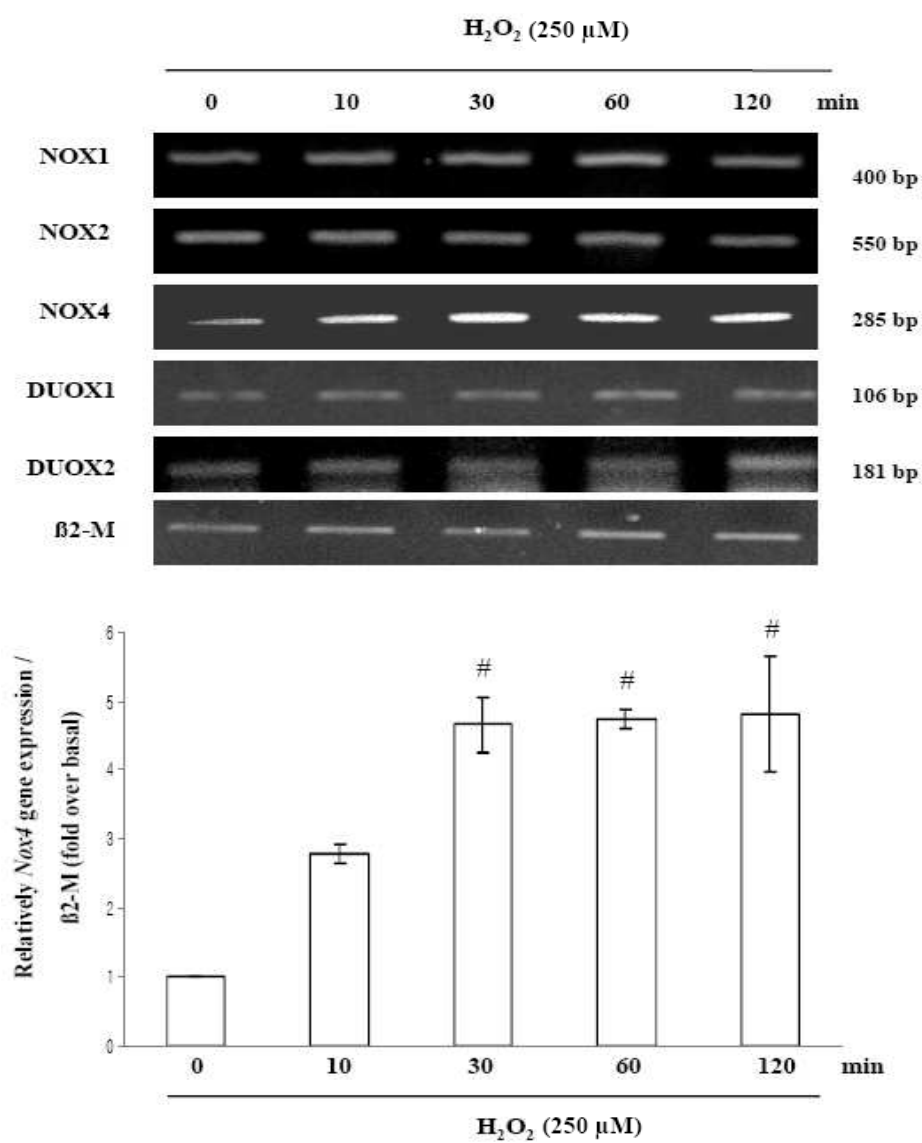 H₂O₂ (250 µM)
0 10 30 60 120 min
NOX1 400 bp
NOX2 550 bp
NOX4 285 bp
DUOX1 106 bp
DUOX2 181 bp
ß2-M
Relatively Nox4 gene expression /
ß2-M (fold over basal)
6
5
4
3
2
1
0
# # #
0 10 30 60 120 min
H₂O₂ (250 µM)